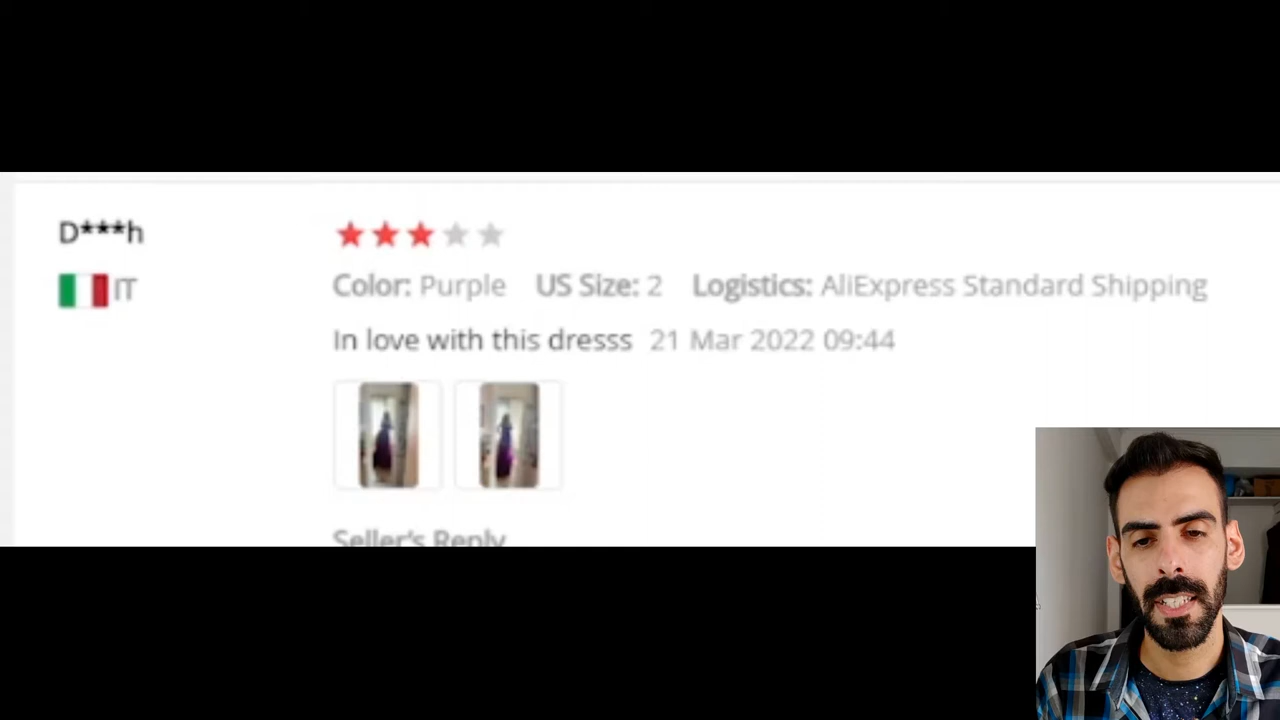 D***h
IT
Color: Purple US Size: 2 Logistics: AliExpress Standard Shipping
In love with this dresss 21 Mar 2022 09:44
Seller's Reply